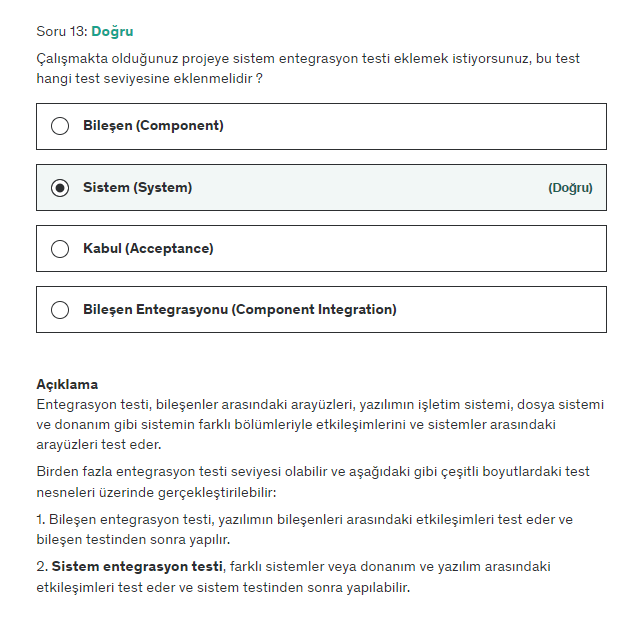 Soru 13: Doğru
Çalışmakta olduğunuz projeye sistem entegrasyon testi eklemek istiyorsunuz, bu test
hangi test seviyesine eklenmelidir ?
Bileşen (Component)
Sistem (System) (Doğru)
Kabul (Acceptance)
Bileşen Entegrasyonu (Component Integration)
Açıklama
Entegrasyon testi, bileşenler arasındaki arayüzleri, yazılımın işletim sistemi, dosya sistemi
ve donanım gibi sistemin farklı bölümleriyle etkileşimlerini ve sistemler arasındaki
arayüzleri test eder.
Birden fazla entegrasyon testi seviyesi olabilir ve aşağıdaki gibi çeşitli boyutlardaki test
nesneleri üzerinde gerçekleştirilebilir:
1. Bileşen entegrasyon testi, yazılımın bileşenleri arasındaki etkileşimleri test eder ve
bileşen testinden sonra yapılır.
2. Sistem entegrasyon testi, farklı sistemler veya donanım ve yazılım arasındaki
etkileşimleri test eder ve sistem testinden sonra yapılabilir.